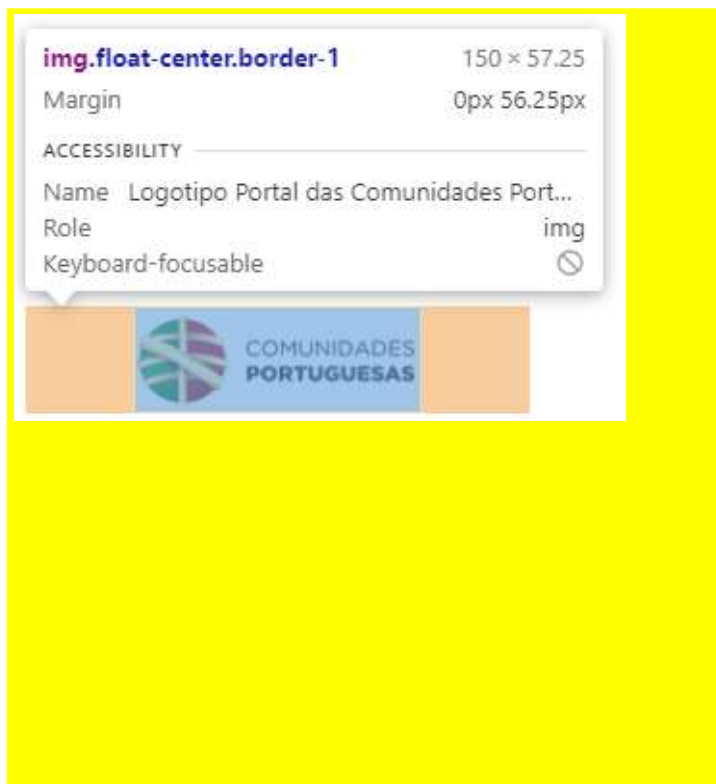 img.float-center.border-1 150 × 57.25
Margin 0px 56.25px
ACCESSIBILITY
Name Logotipo Portal das Comunidades Port...
Role img
Keyboard-focusable
COMUNIDADES
PORTUGUESAS